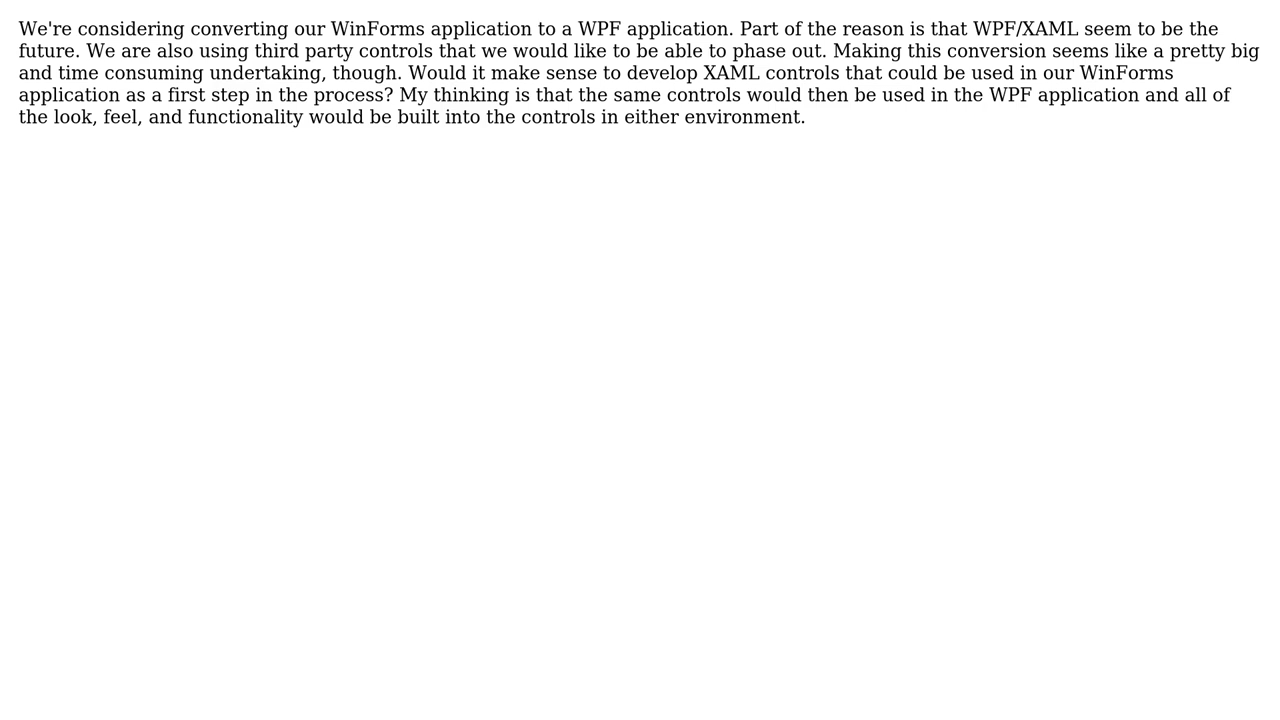 We're considering converting our WinForms application to a WPF application. Part of the reason is that WPF/XAML seem to be the
future. We are also using third party controls that we would like to be able to phase out. Making this conversion seems like a pretty big
and time consuming undertaking, though. Would it make sense to develop XAML controls that could be used in our WinForms
application as a first step in the process? My thinking is that the same controls would then be used in the WPF application and all of
the look, feel, and functionality would be built into the controls in either environment.